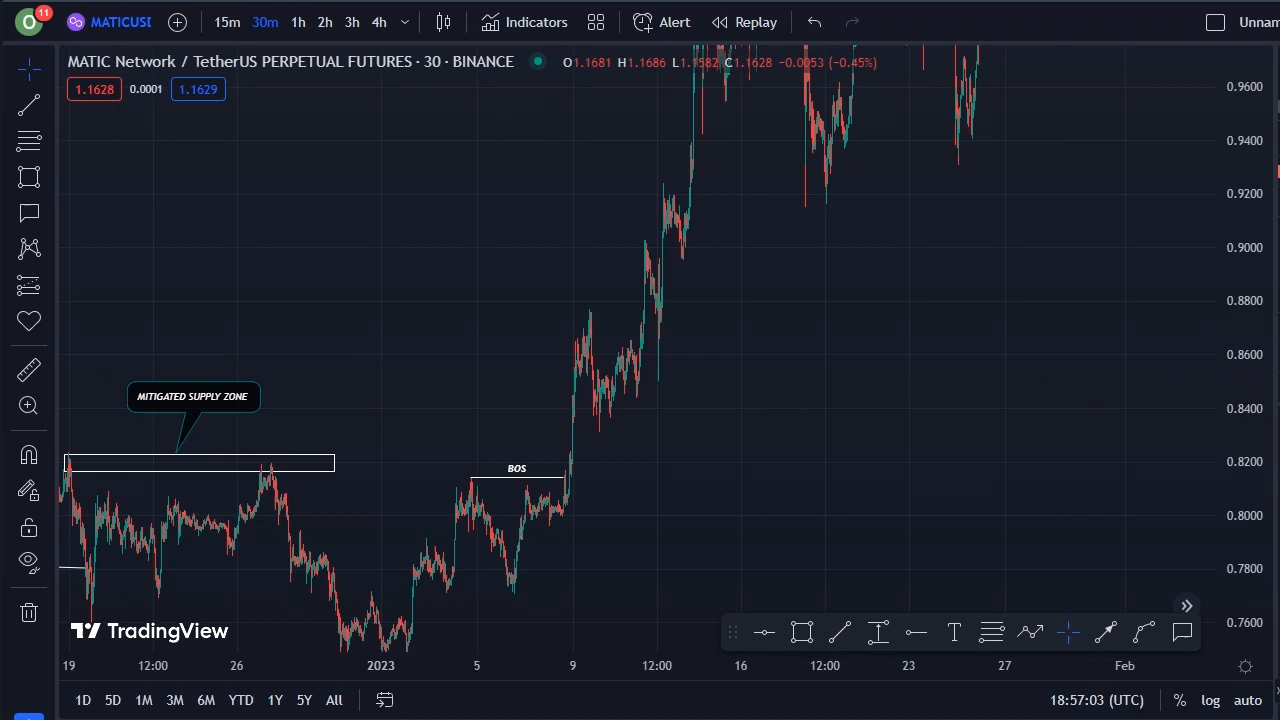 O 11 MATICUSI 15m 30m 1h 2h 3h 4h Indicators Alert Replay Unnam
MATIC Network / TetherUS PERPETUAL FUTURES · 30 · BINANCE O1.1681 H1.1686 L1.1582 C1.1628 −0.0053 (−0.45%)
1.1628 0.0001 1.1629
0.9600
0.9400
0.9200
0.9000
0.8800
0.8600
MITIGATED SUPPLY ZONE
0.8400
0.8200
BOS
0.8000
0.7800
0.7600
TradingView
19 12:00 26 2023 5 9 12:00 16 12:00 23 27 Feb
1D 5D 1M 3M 6M YTD 1Y 5Y All 18:57:03 (UTC) % log auto